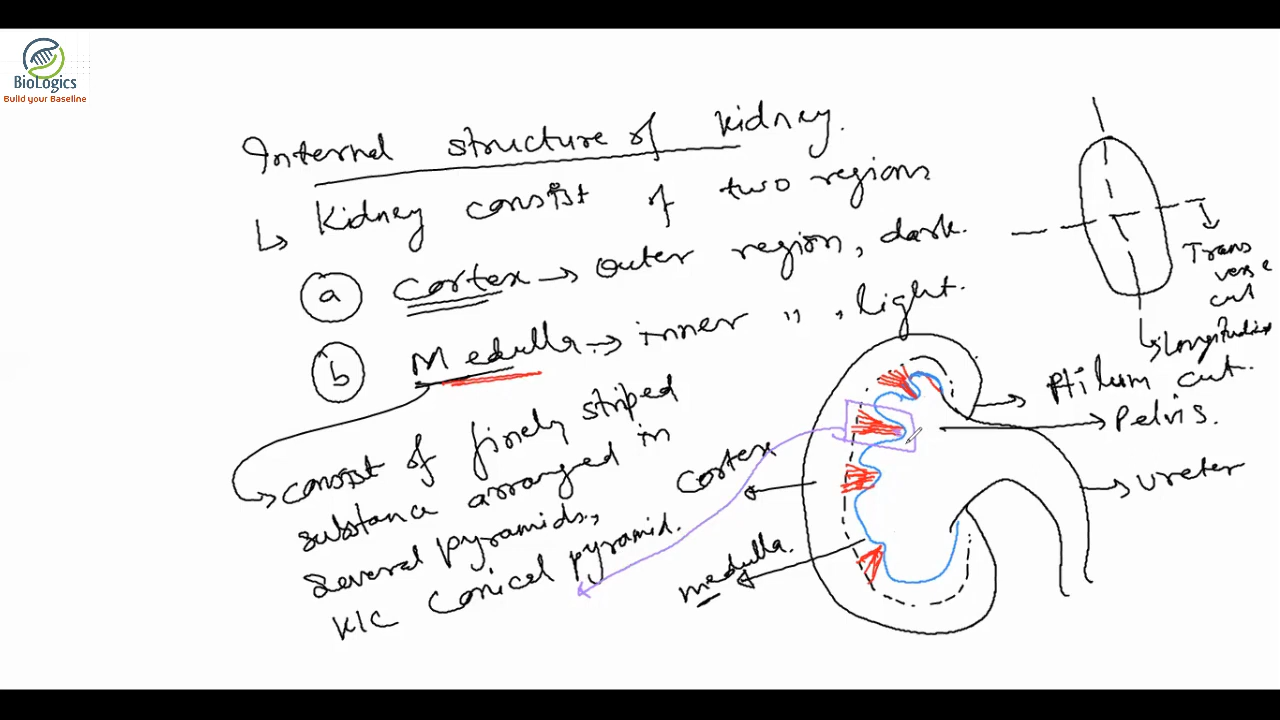 BioLogics
Build your Baseline
Internal structure of kidney.
↳ Kidney consist of two regions
(a) Cortex → Outer region, dark.
(b) Medulla → inner ", , light.
consist of finely striped
substance arranged in
several pyramids,
K/C conical pyramid.
Cortex
medulla.
Trans
verse
cut
Longitudinal
Hilum cut.
Pelvis.
Ureter